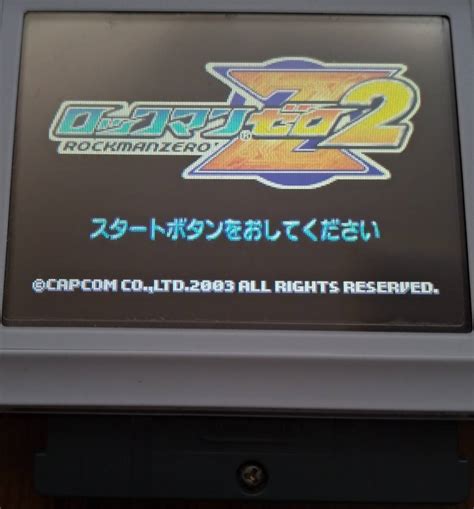 ロックマンゼロ2
ROCKMANZERO
スタートボタンをおしてください
©CAPCOM CO.,LTD.2003 ALL RIGHTS RESERVED.